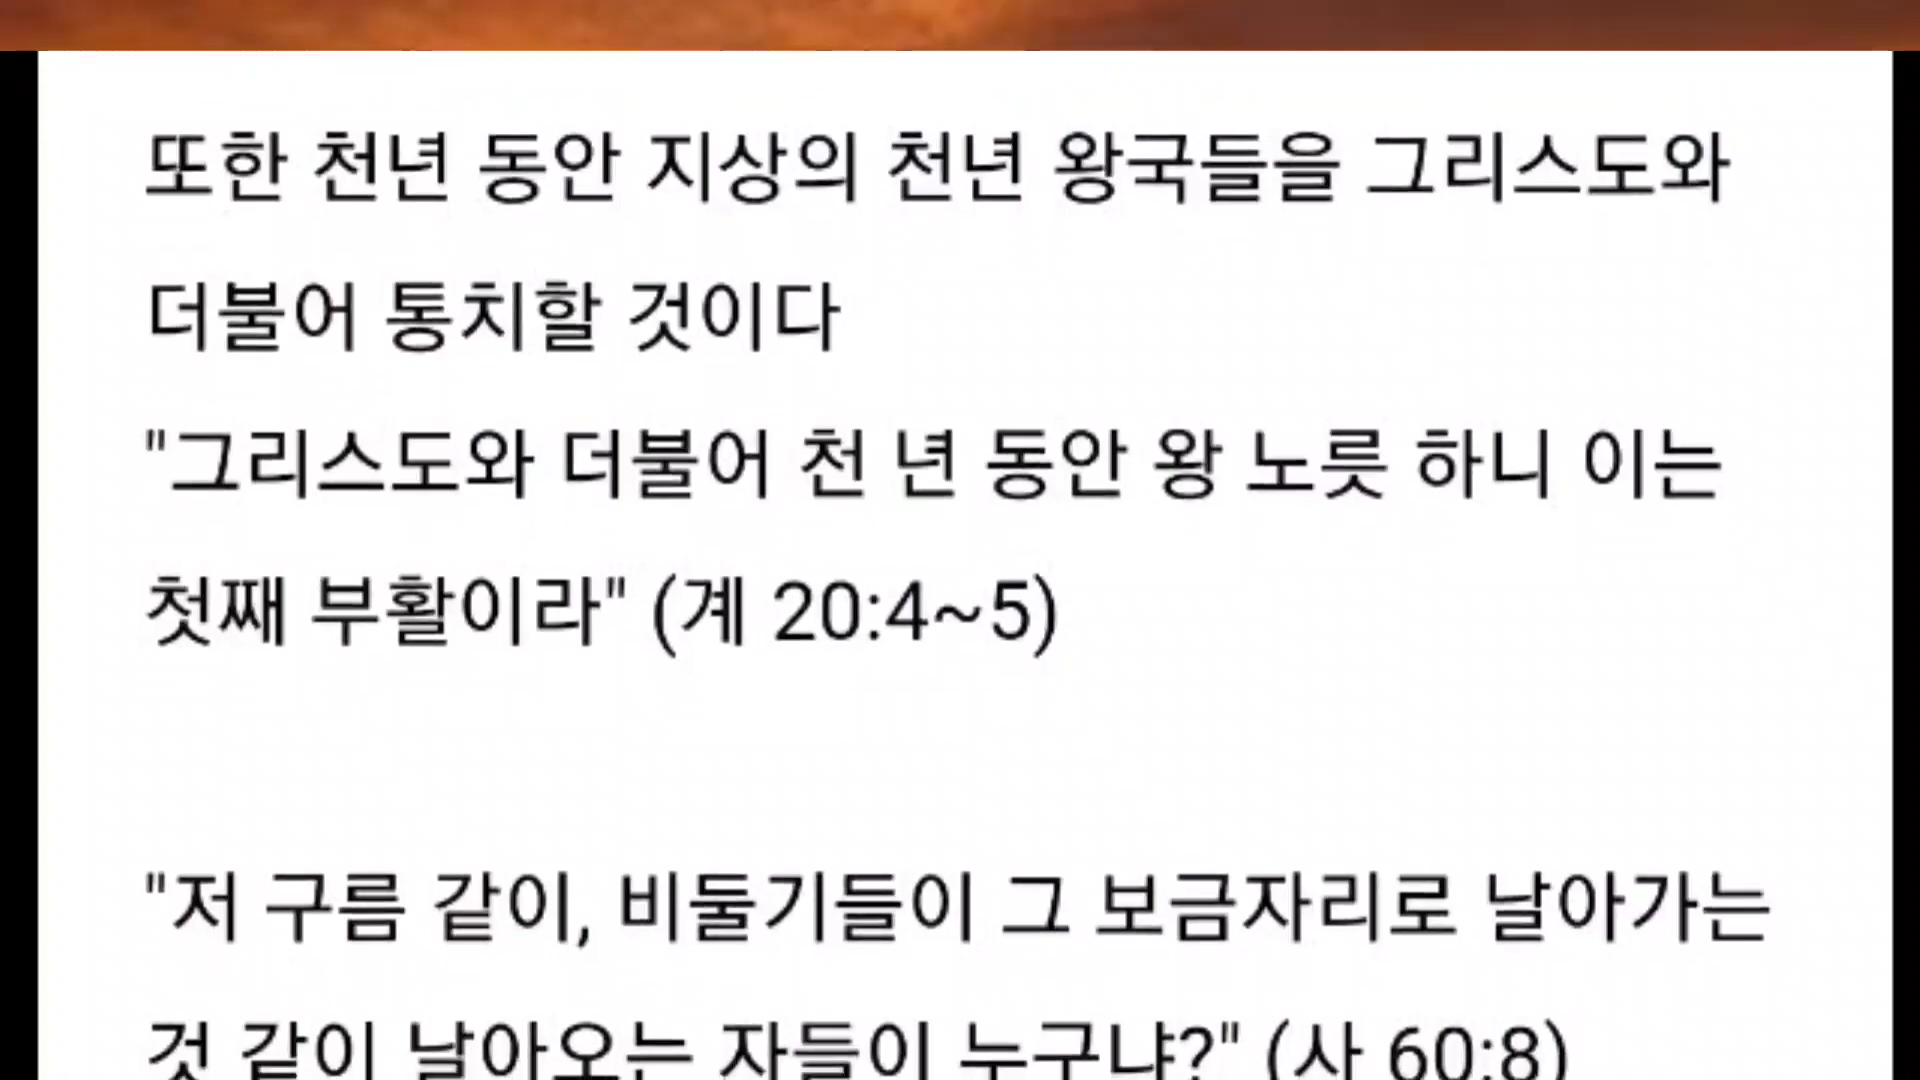 또한 천년 동안 지상의 천년 왕국들을 그리스도와
더불어 통치할 것이다
"그리스도와 더불어 천 년 동안 왕 노릇 하니 이는
첫째 부활이라" (계 20:4~5)
"저 구름 같이, 비둘기들이 그 보금자리로 날아가는
것 같이 날아오는 자들이 누구냐?" (사 60:8)